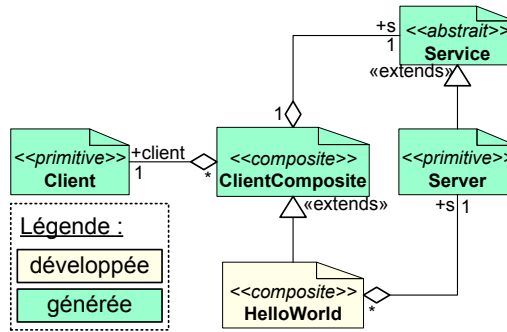 +s
1
<<abstrait>>
Service
«extends»
1
<<primitive>>
Client
+client
1
*
<<composite>>
ClientComposite
<<primitive>>
Server
«extends»
+s
1
Légende :
développée
générée
<<composite>>
HelloWorld
*